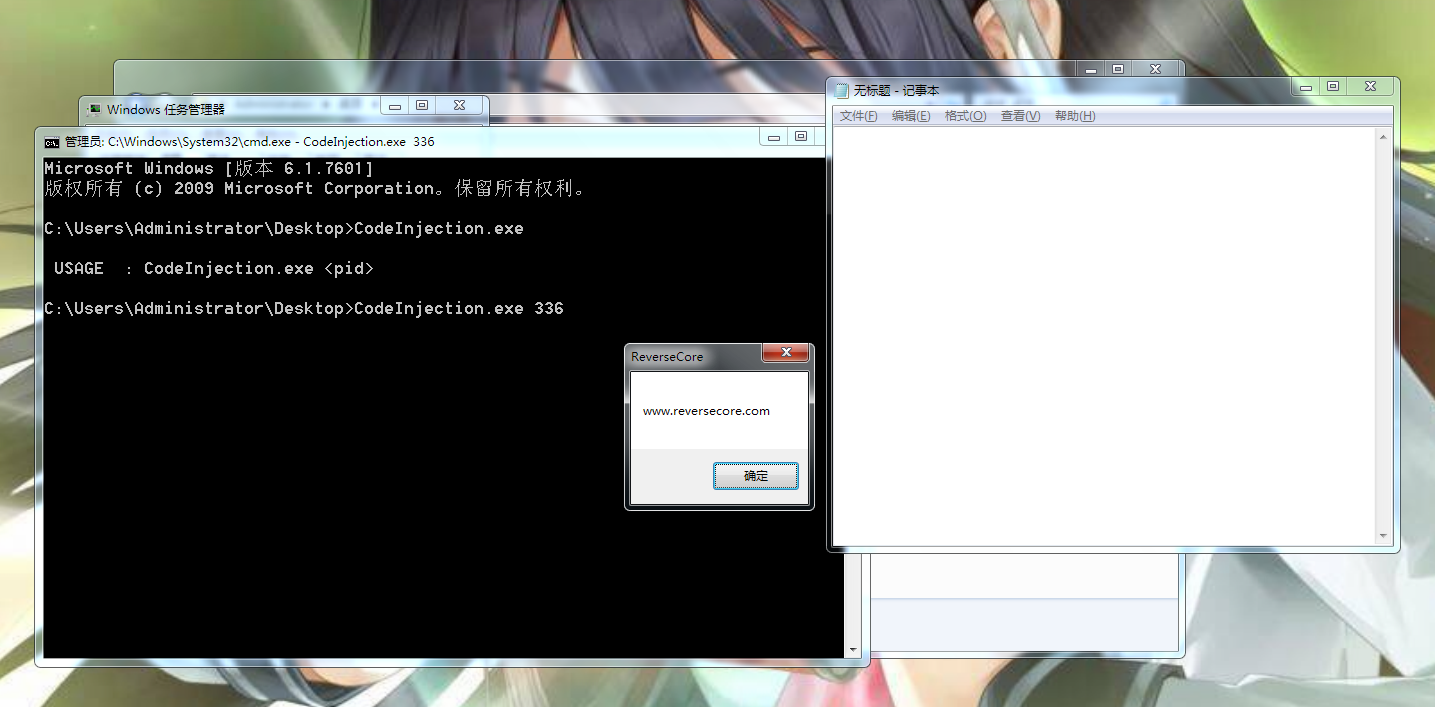 Windows 任务管理器
管理员: C:\Windows\System32\cmd.exe - CodeInjection.exe 336
Microsoft Windows [版本 6.1.7601]
版权所有 (c) 2009 Microsoft Corporation。保留所有权利。
C:\Users\Administrator\Desktop>CodeInjection.exe
USAGE : CodeInjection.exe <pid>
C:\Users\Administrator\Desktop>CodeInjection.exe 336
ReverseCore
www.reversecore.com
确定
无标题 - 记事本
文件(F) 编辑(E) 格式(O) 查看(V) 帮助(H)